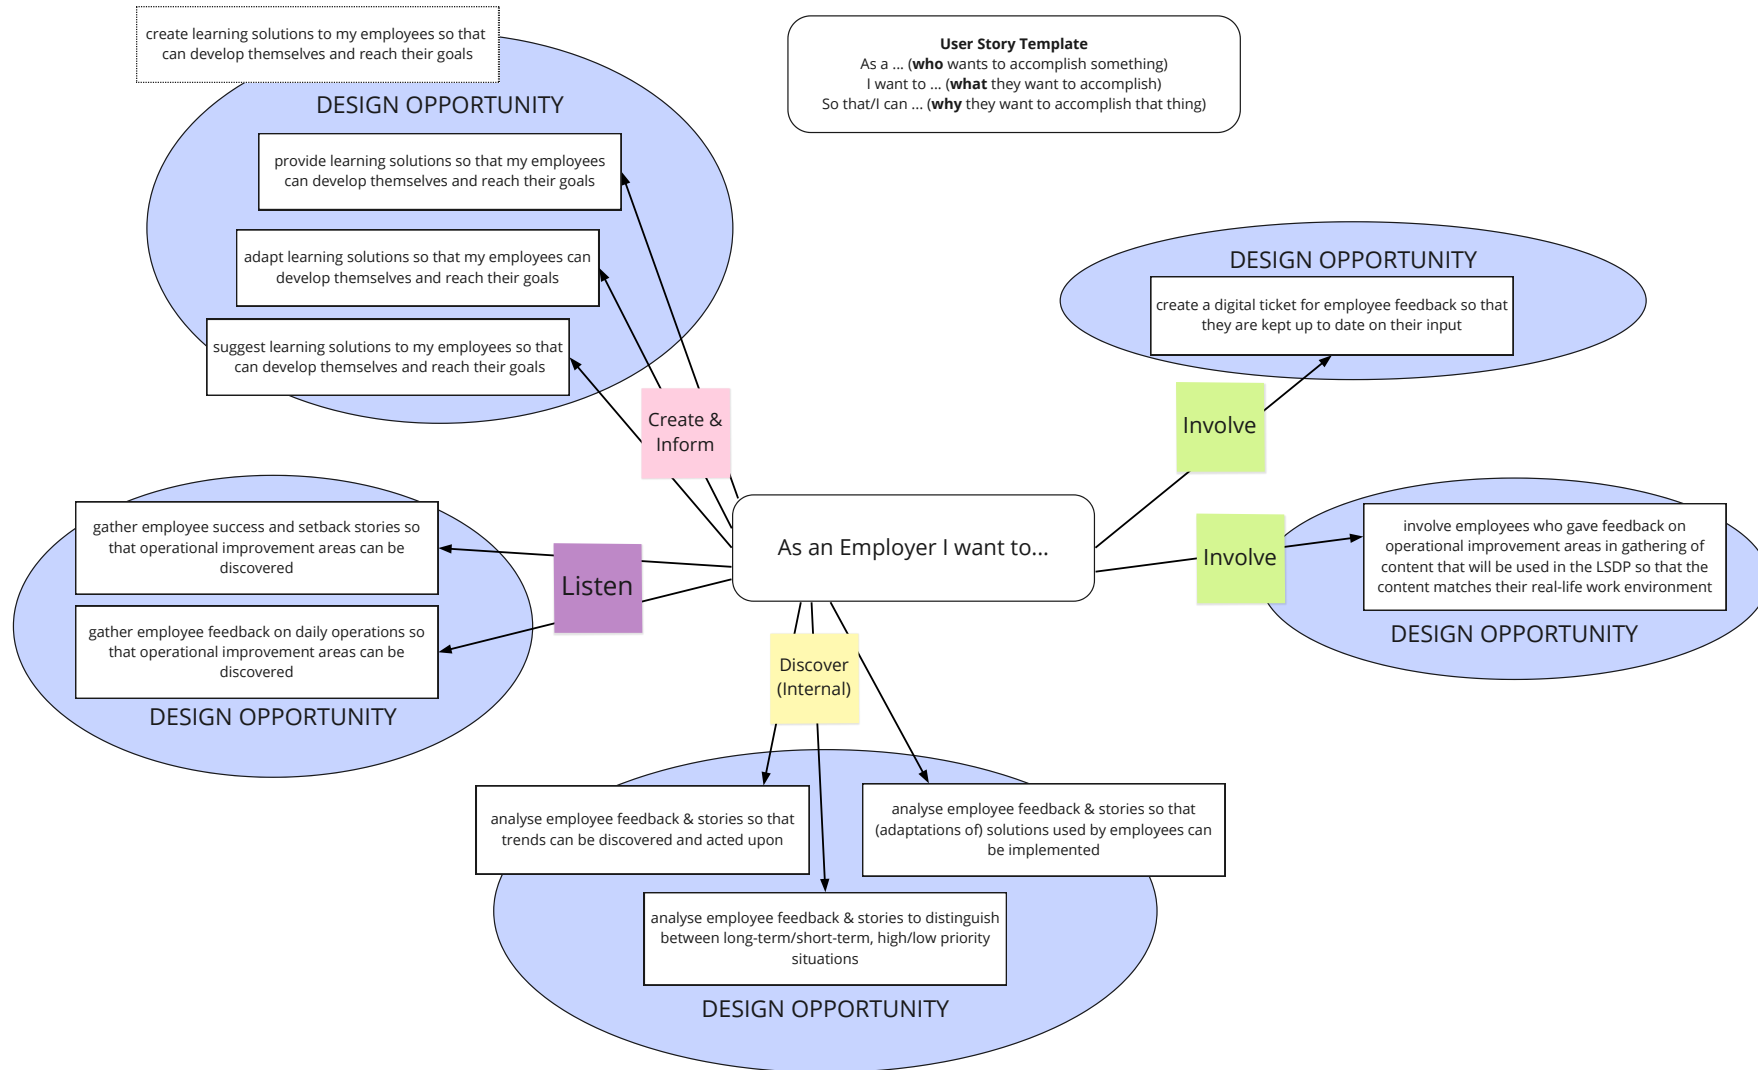 create learning solutions to my employees so that
can develop themselves and reach their goals
DESIGN OPPORTUNITY
provide learning solutions so that my employees
can develop themselves and reach their goals
adapt learning solutions so that my employees can
develop themselves and reach their goals
suggest learning solutions to my employees so that
can develop themselves and reach their goals
User Story Template
As a ... (who wants to accomplish something)
I want to ... (what they want to accomplish)
So that/I can ... (why they want to accomplish that thing)
DESIGN OPPORTUNITY
create a digital ticket for employee feedback so that
they are kept up to date on their input
Create &
Inform
Involve
As an Employer I want to...
Involve
involve employees who gave feedback on
operational improvement areas in gathering of
content that will be used in the LSDP so that the
content matches their real-life work environment
DESIGN OPPORTUNITY
gather employee success and setback stories so
that operational improvement areas can be
discovered
Listen
gather employee feedback on daily operations so
that operational improvement areas can be
discovered
DESIGN OPPORTUNITY
Discover
(Internal)
analyse employee feedback & stories so that
trends can be discovered and acted upon
analyse employee feedback & stories so that
(adaptations of) solutions used by employees can
be implemented
analyse employee feedback & stories to distinguish
between long-term/short-term, high/low priority
situations
DESIGN OPPORTUNITY